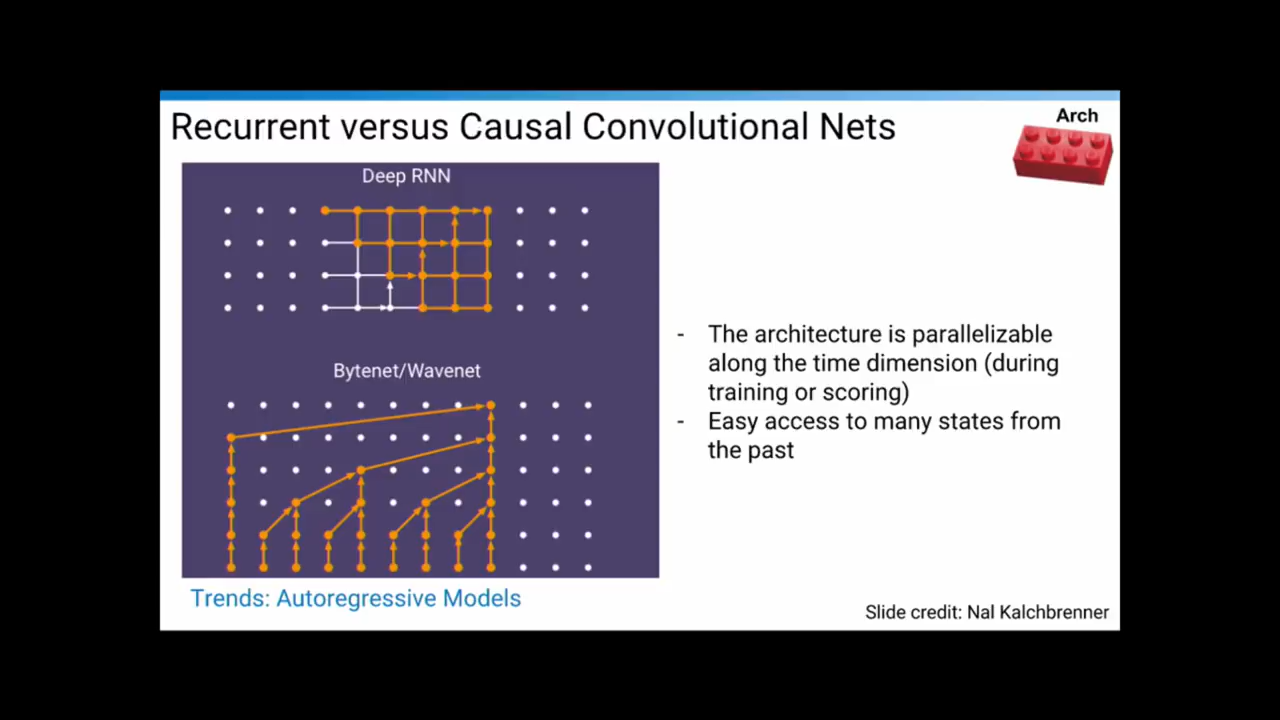 Recurrent versus Causal Convolutional Nets
Arch
Deep RNN
Bytenet/Wavenet
- The architecture is parallelizable
along the time dimension (during
training or scoring)
- Easy access to many states from
the past
Trends: Autoregressive Models
Slide credit: Nal Kalchbrenner